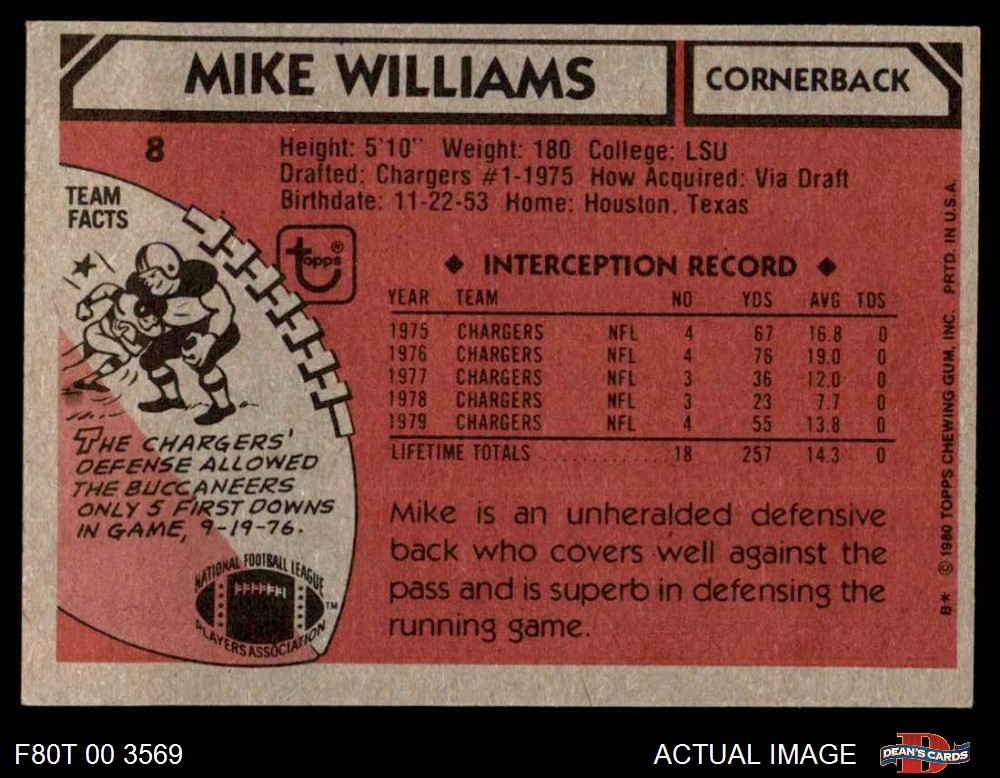 MIKE WILLIAMS
CORNERBACK
8
Height: 5'10" Weight: 180 College: LSU
Drafted: Chargers #1-1975 How Acquired: Via Draft
Birthdate: 11-22-53 Home: Houston, Texas
TEAM
FACTS
topps®
◆ INTERCEPTION RECORD ◆
YEAR TEAM NO YDS AVG TDS
1975 CHARGERS NFL 4 67 16.8 0
1976 CHARGERS NFL 4 76 19.0 0
1977 CHARGERS NFL 3 36 12.0 0
1978 CHARGERS NFL 3 23 7.7 0
1979 CHARGERS NFL 4 55 13.8 0
LIFETIME TOTALS ............ 18 257 14.3 0
THE CHARGERS'
DEFENSE ALLOWED
THE BUCCANEERS
ONLY 5 FIRST DOWNS
IN GAME, 9-19-76.
NATIONAL FOOTBALL LEAGUE
PLAYERS ASSOCIATION
TM
Mike is an unheralded defensive
back who covers well against the
pass and is superb in defensing the
running game.
B* © 1980 TOPPS CHEWING GUM, INC. PRTD. IN U.S.A.
F80T 00 3569
ACTUAL IMAGE
D
DEAN'S CARDS